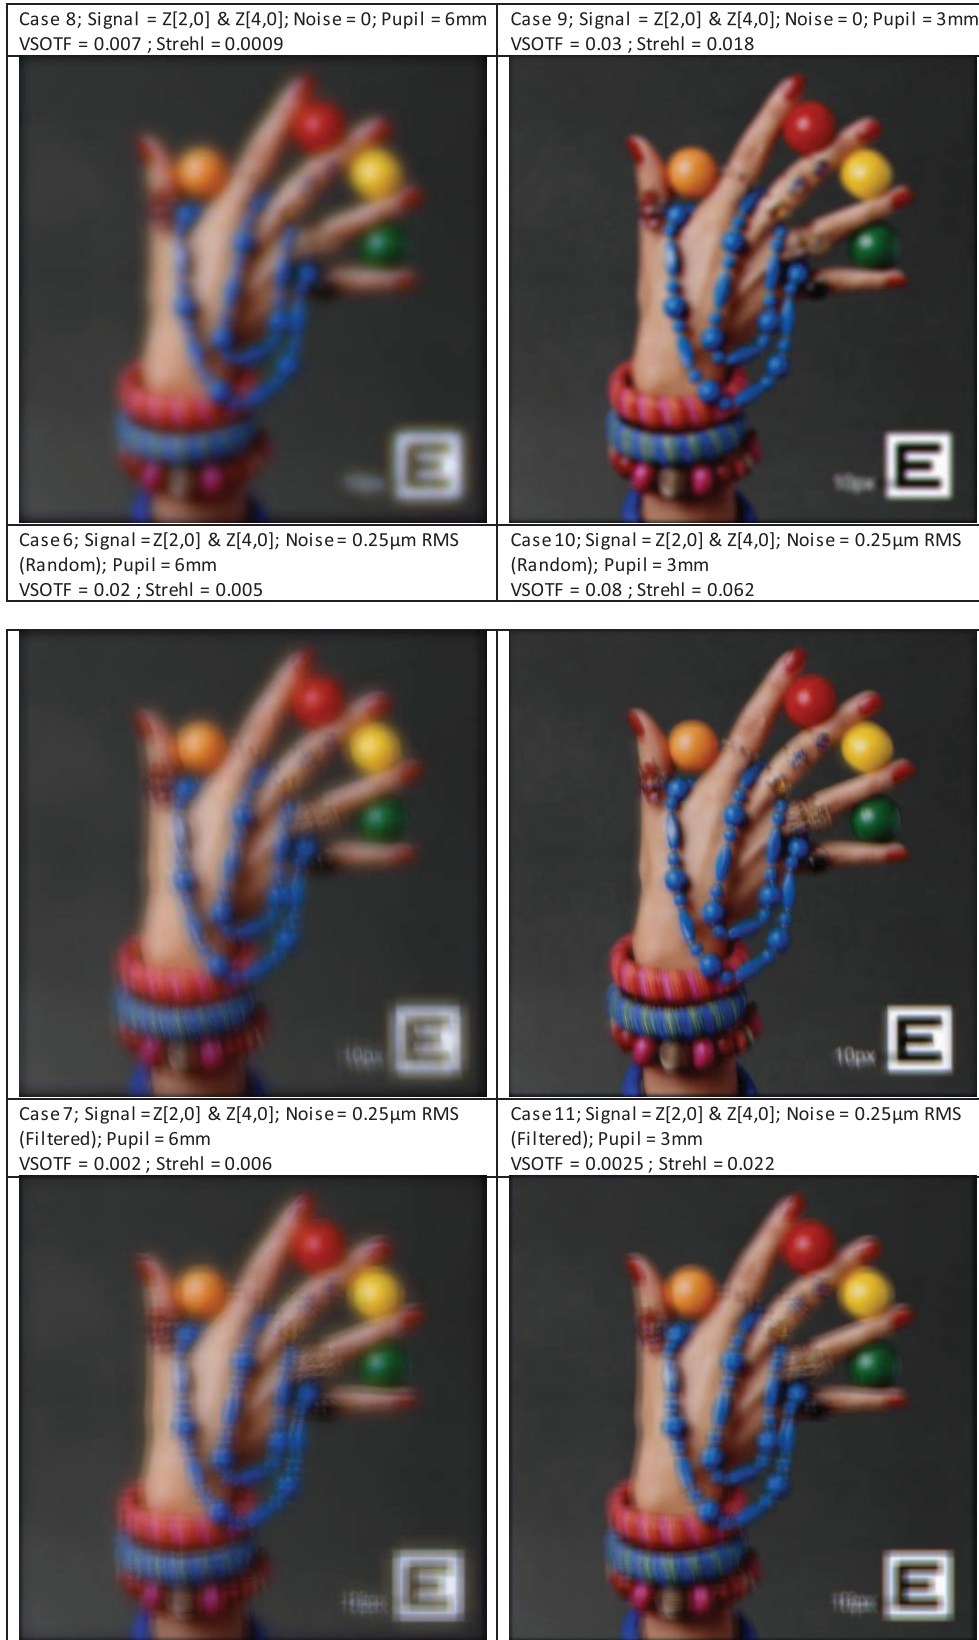 Case 8; Signal = Z[2,0] & Z[4,0]; Noise = 0; Pupil = 6mm
VSOTF = 0.007 ; Strehl = 0.0009
Case 9; Signal = Z[2,0] & Z[4,0]; Noise = 0; Pupil = 3mm
VSOTF = 0.03 ; Strehl = 0.018
10px
E
10px
E
Case 6; Signal = Z[2,0] & Z[4,0]; Noise = 0.25μm RMS
(Random); Pupil = 6mm
VSOTF = 0.02 ; Strehl = 0.005
Case 10; Signal = Z[2,0] & Z[4,0]; Noise = 0.25μm RMS
(Random); Pupil = 3mm
VSOTF = 0.08 ; Strehl = 0.062
10px
E
10px
E
Case 7; Signal = Z[2,0] & Z[4,0]; Noise = 0.25μm RMS
(Filtered); Pupil = 6mm
VSOTF = 0.002 ; Strehl = 0.006
Case 11; Signal = Z[2,0] & Z[4,0]; Noise = 0.25μm RMS
(Filtered); Pupil = 3mm
VSOTF = 0.0025 ; Strehl = 0.022
E
E